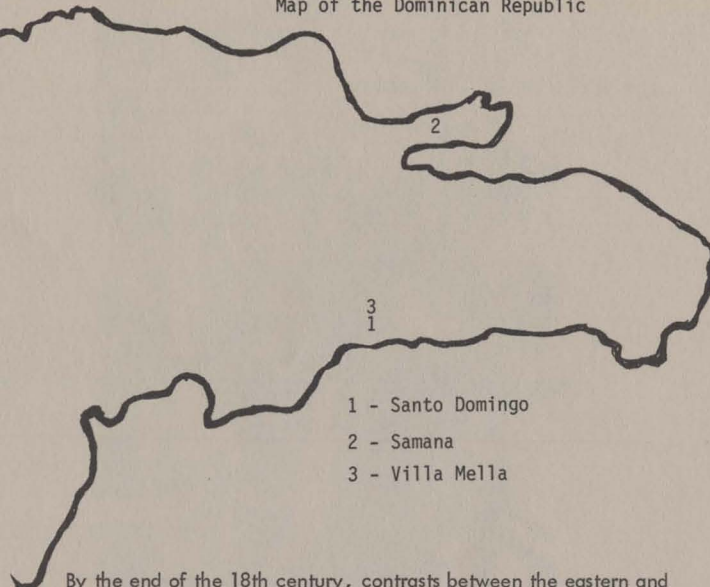 Map of the Dominican Republic
2
3
1
1 - Santo Domingo
2 - Samana
3 - Villa Mella
By the end of the 18th century, contrasts between the eastern and